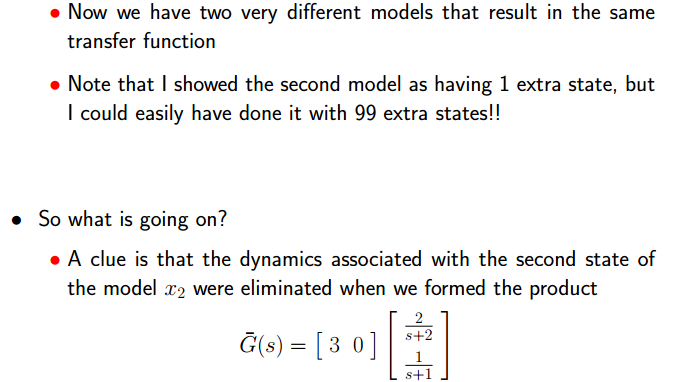 • Now we have two very different models that result in the same
transfer function
• Note that I showed the second model as having 1 extra state, but
I could easily have done it with 99 extra states!!
• So what is going on?
• A clue is that the dynamics associated with the second state of
the model x₂ were eliminated when we formed the product
Ḡ(s) = [ 3 0 ] [ 2/(s+2) ; 1/(s+1) ]